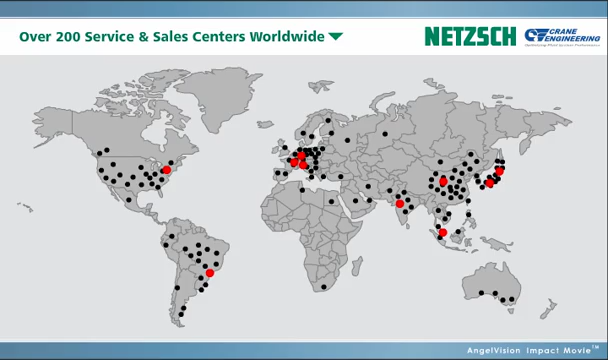 Over 200 Service & Sales Centers Worldwide
NETZSCH
CRANE
ENGINEERING
AngelVision Impact Movie™